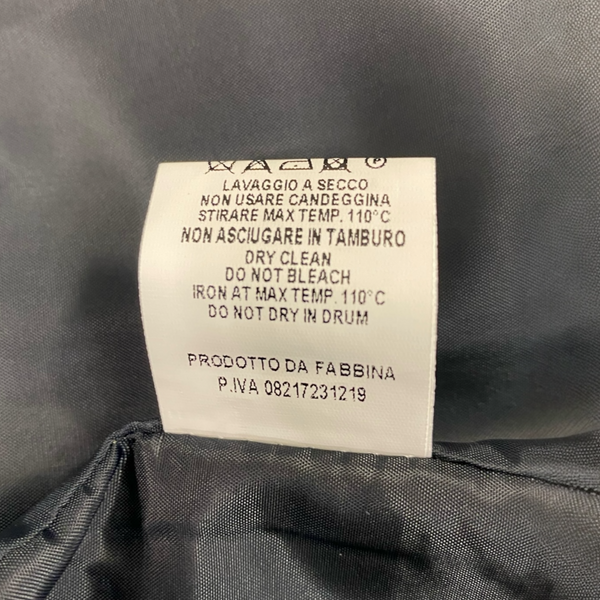 LAVAGGIO A SECCO
NON USARE CANDEGGINA
STIRARE MAX TEMP. 110°C
NON ASCIUGARE IN TAMBURO
DRY CLEAN
DO NOT BLEACH
IRON AT MAX TEMP. 110°C
DO NOT DRY IN DRUM
PRODOTTO DA FABBINA
P.IVA 08217231219